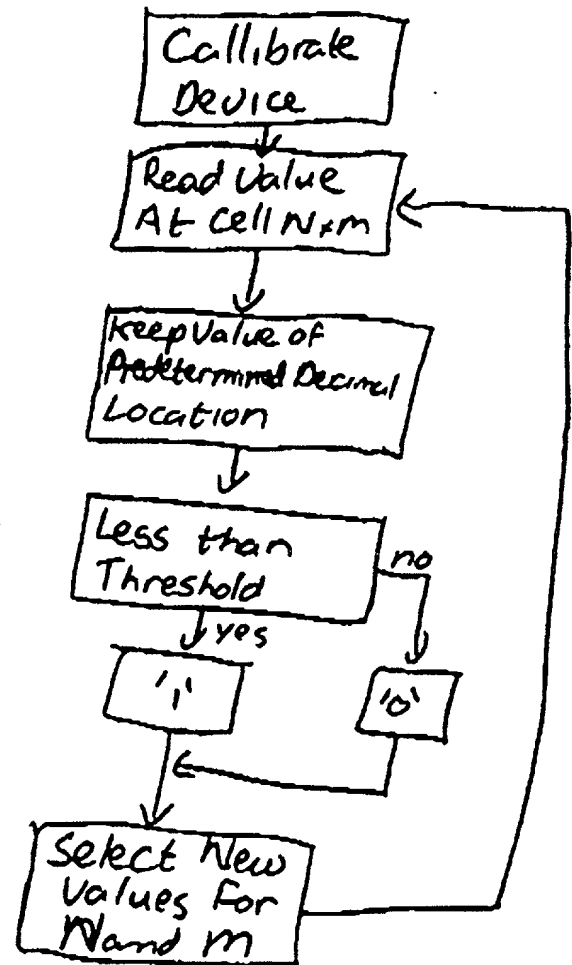 Callibrate
Device
Read Value
At Cell N×M
Keep Value of
Predetermined Decimal
Location
Less than
Threshold
no
yes
'1'
'0'
Select New
Values For
N and M